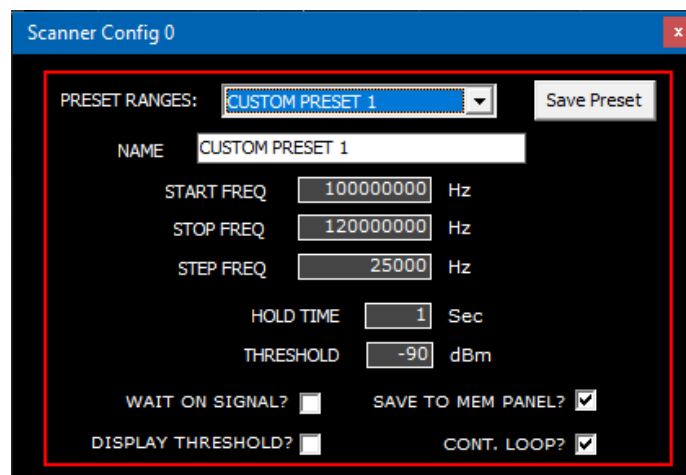 Scanner Config 0
x
PRESET RANGES: CUSTOM PRESET 1 Save Preset
NAME CUSTOM PRESET 1
START FREQ 100000000 Hz
STOP FREQ 120000000 Hz
STEP FREQ 25000 Hz
HOLD TIME 1 Sec
THRESHOLD -90 dBm
WAIT ON SIGNAL? SAVE TO MEM PANEL?
DISPLAY THRESHOLD? CONT. LOOP?